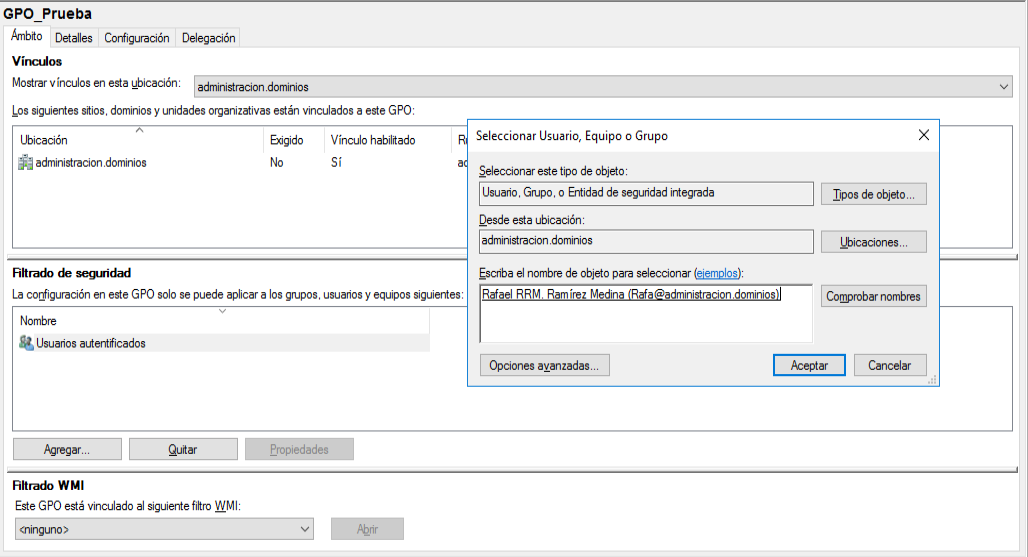 GPO_Prueba
Ámbito Detalles Configuración Delegación
Vínculos
Mostrar vínculos en esta ubicación: administracion.dominios
Los siguientes sitios, dominios y unidades organizativas están vinculados a este GPO:
Ubicación Exigido Vínculo habilitado
administracion.dominios No Sí
Seleccionar Usuario, Equipo o Grupo
Seleccionar este tipo de objeto:
Usuario, Grupo, o Entidad de seguridad integrada Tipos de objeto...
Desde esta ubicación:
administracion.dominios Ubicaciones...
Escriba el nombre de objeto para seleccionar (ejemplos):
Rafael RRM. Ramírez Medina (Rafa@administracion.dominios) Comprobar nombres
Opciones avanzadas... Aceptar Cancelar
Filtrado de seguridad
La configuración en este GPO solo se puede aplicar a los grupos, usuarios y equipos siguientes:
Nombre
Usuarios autentificados
Agregar... Quitar Propiedades
Filtrado WMI
Este GPO está vinculado al siguiente filtro WMI:
<ninguno> Abrir